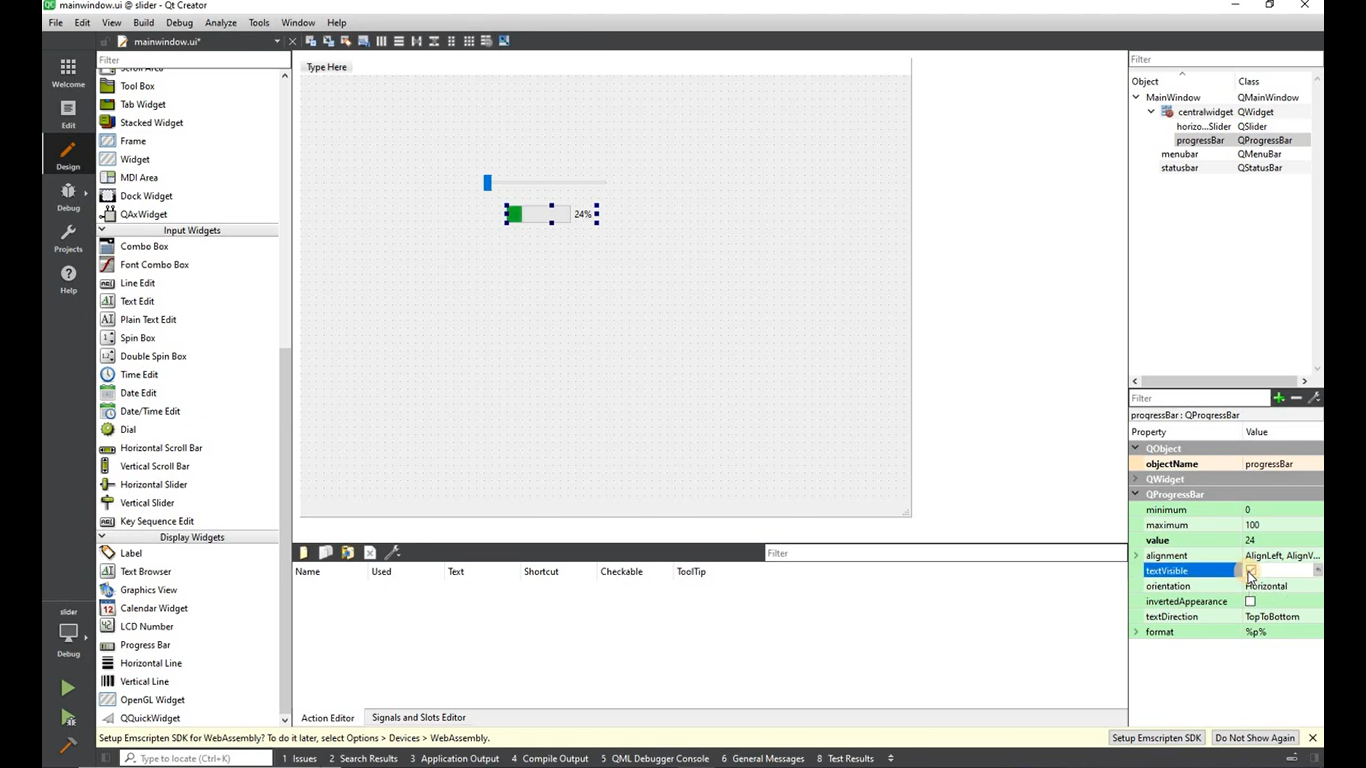 QC mainwindow.ui @ slider - Qt Creator
File Edit View Build Debug Analyze Tools Window Help
mainwindow.ui*
Filter
Welcome
Edit
Design
Debug
Projects
Help
slider
Debug
Scroll Area
Tool Box
Tab Widget
Stacked Widget
Frame
Widget
MDI Area
Dock Widget
QAxWidget
Input Widgets
Combo Box
Font Combo Box
Line Edit
Text Edit
Plain Text Edit
Spin Box
Double Spin Box
Time Edit
Date Edit
Date/Time Edit
Dial
Horizontal Scroll Bar
Vertical Scroll Bar
Horizontal Slider
Vertical Slider
Key Sequence Edit
Display Widgets
Label
Text Browser
Graphics View
Calendar Widget
LCD Number
Progress Bar
Horizontal Line
Vertical Line
OpenGL Widget
QQuickWidget
Type Here
24%
Filter
Name Used Text Shortcut Checkable ToolTip
Action Editor Signals and Slots Editor
Filter
Object Class
MainWindow QMainWindow
centralwidget QWidget
horizo...Slider QSlider
progressBar QProgressBar
menubar QMenuBar
statusbar QStatusBar
Filter
progressBar : QProgressBar
Property Value
QObject
objectName progressBar
QWidget
QProgressBar
minimum 0
maximum 100
value 24
alignment AlignLeft, AlignV...
textVisible
orientation Horizontal
invertedAppearance
textDirection TopToBottom
format %p%
Setup Emscripten SDK for WebAssembly? To do it later, select Options > Devices > WebAssembly. Setup Emscripten SDK Do Not Show Again
Type to locate (Ctrl+K) 1 Issues 2 Search Results 3 Application Output 4 Compile Output 5 QML Debugger Console 6 General Messages 8 Test Results